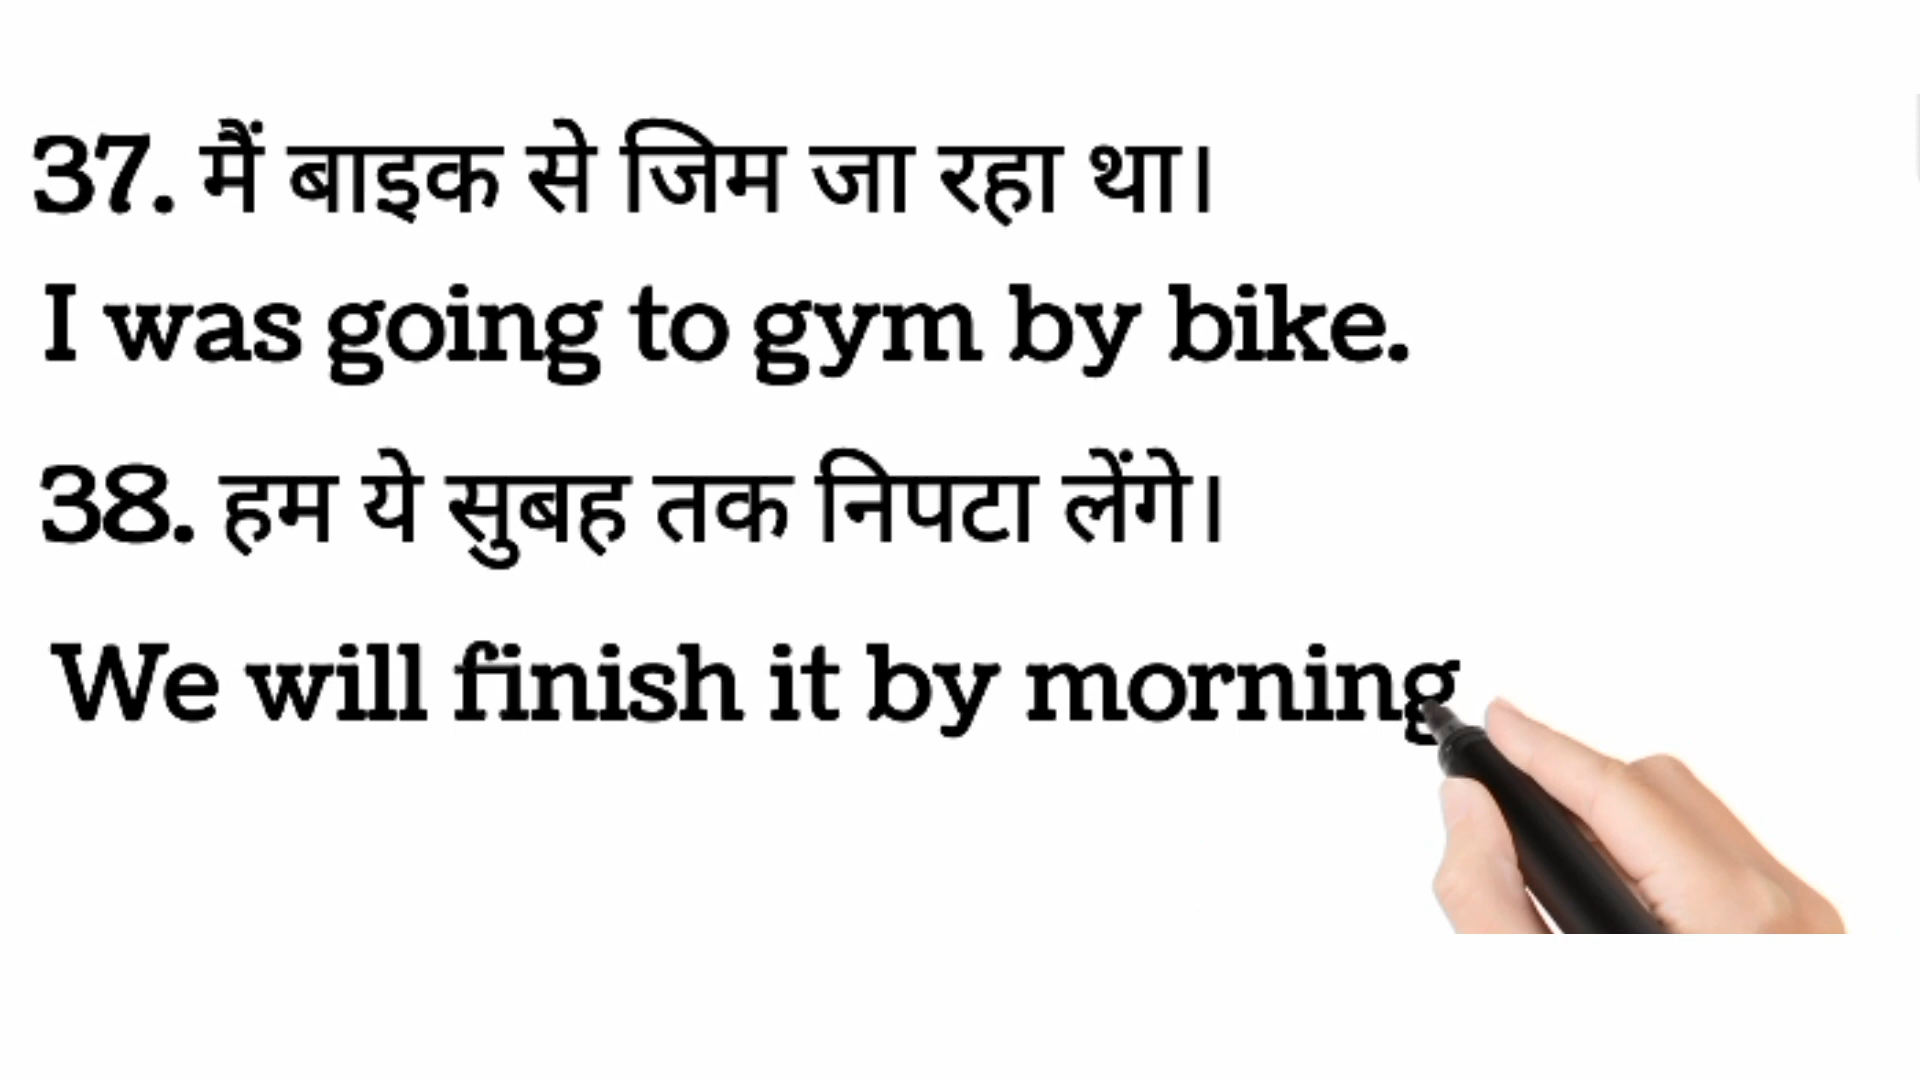 37. मैं बाइक से जिम जा रहा था।
I was going to gym by bike.
38. हम ये सुबह तक निपटा लेंगे।
We will finish it by morning